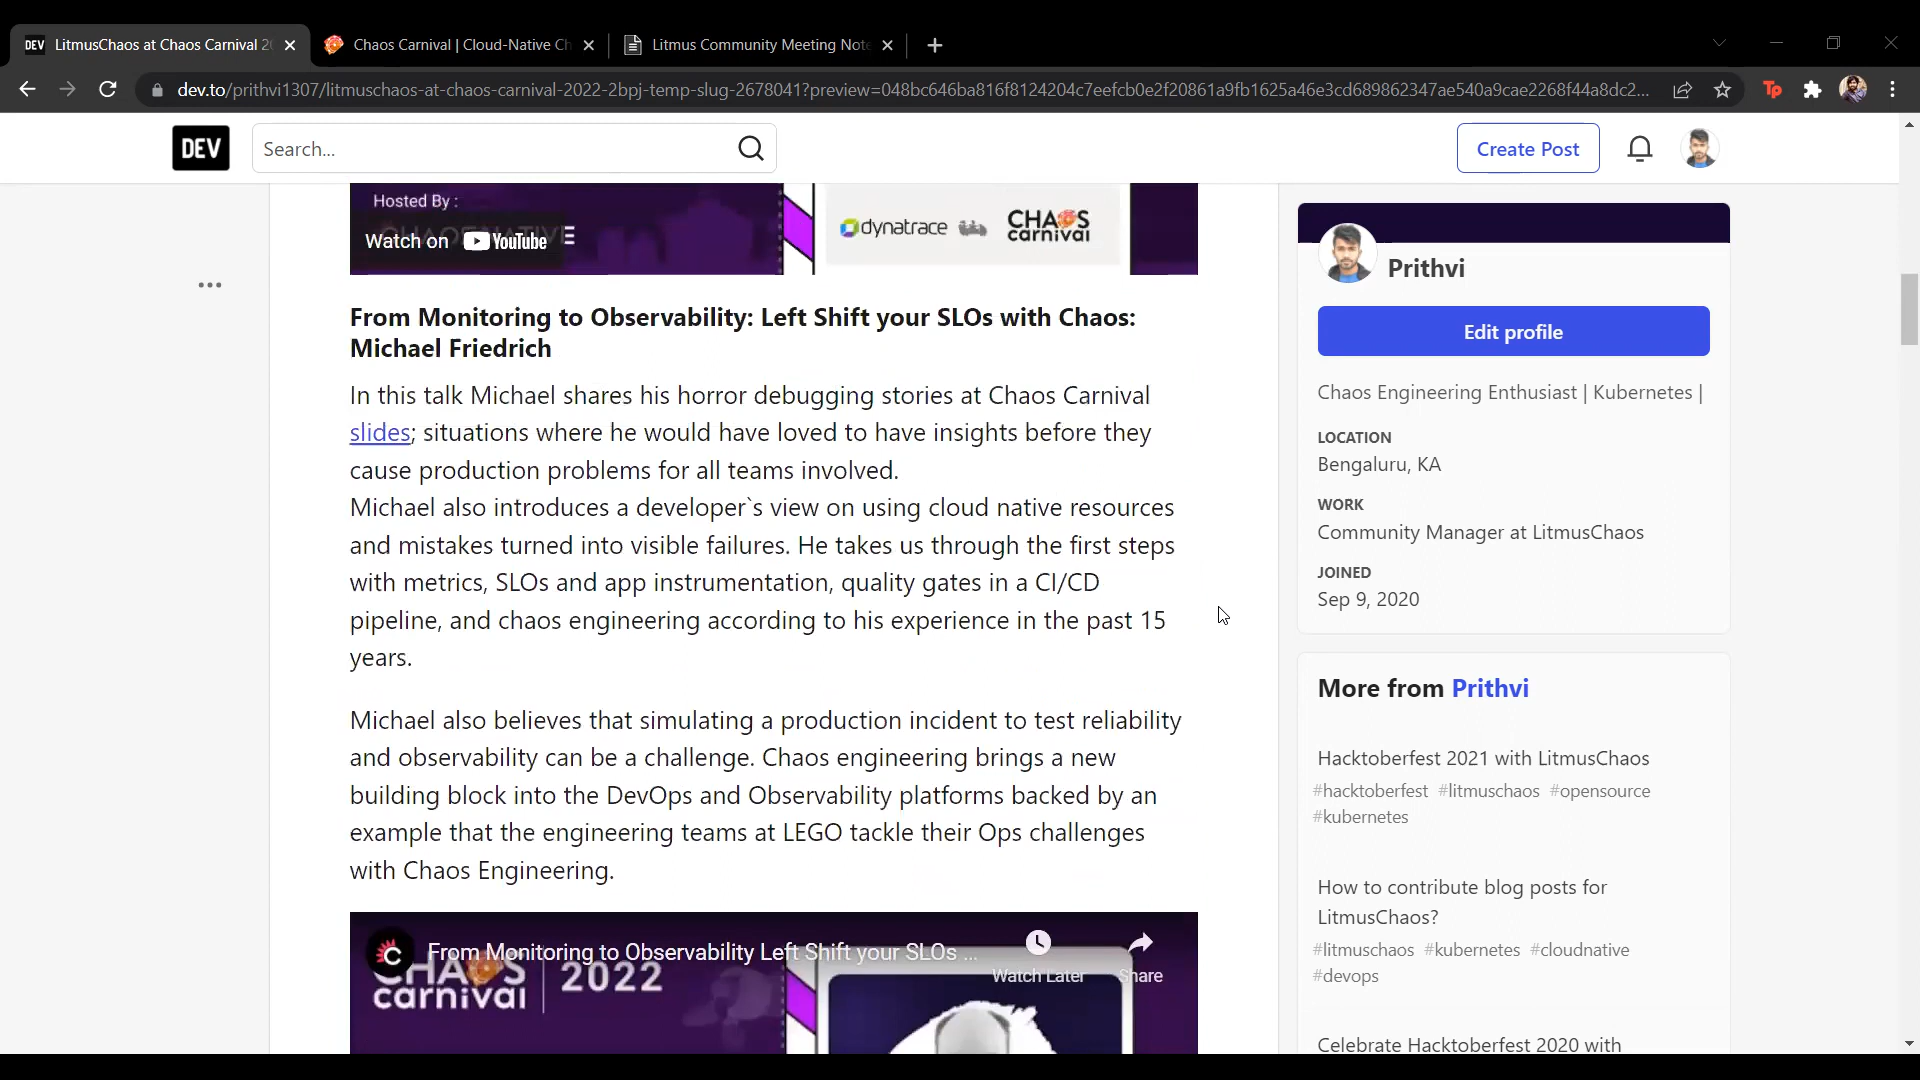 DEV LitmusChaos at Chaos Carnival 2
Chaos Carnival | Cloud-Native Ch
Litmus Community Meeting Note
dev.to/prithvi1307/litmuschaos-at-chaos-carnival-2022-2bpj-temp-slug-2678041?preview=048bc646ba816f8124204c7eefcb0e2f20861a9fb1625a46e3cd689862347ae540a9cae2268f44a8dc2...
Tp
DEV
Search...
Create Post
Hosted By :
Watch on YouTube
dynatrace
CHAOS
carnival
From Monitoring to Observability: Left Shift your SLOs with Chaos:
Michael Friedrich
In this talk Michael shares his horror debugging stories at Chaos Carnival
slides; situations where he would have loved to have insights before they
cause production problems for all teams involved.
Michael also introduces a developer`s view on using cloud native resources
and mistakes turned into visible failures. He takes us through the first steps
with metrics, SLOs and app instrumentation, quality gates in a CI/CD
pipeline, and chaos engineering according to his experience in the past 15
years.
Michael also believes that simulating a production incident to test reliability
and observability can be a challenge. Chaos engineering brings a new
building block into the DevOps and Observability platforms backed by an
example that the engineering teams at LEGO tackle their Ops challenges
with Chaos Engineering.
From Monitoring to Observability Left Shift your SLOs ...
Watch Later
Share
CHAOS
carnival
2022
Prithvi
Edit profile
Chaos Engineering Enthusiast | Kubernetes |
LOCATION
Bengaluru, KA
WORK
Community Manager at LitmusChaos
JOINED
Sep 9, 2020
More from Prithvi
Hacktoberfest 2021 with LitmusChaos
#hacktoberfest #litmuschaos #opensource
#kubernetes
How to contribute blog posts for
LitmusChaos?
#litmuschaos #kubernetes #cloudnative
#devops
Celebrate Hacktoberfest 2020 with